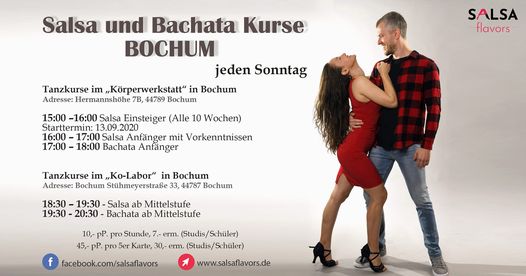 Salsa und Bachata Kurse
BOCHUM
jeden Sonntag
SALSA
flavors
Tanzkurse im „Körperwerkstatt“ in Bochum
Adresse: Hermannshöhe 7B, 44789 Bochum
15:00 –16:00 Salsa Einsteiger (Alle 10 Wochen)
Starttermin: 13.09.2020
16:00 – 17:00 Salsa Anfänger mit Vorkenntnissen
17:00 – 18:00 Bachata Anfänger
Tanzkurse im „Ko-Labor“ in Bochum
Adresse: Bochum Stühmeyerstraße 33, 44787 Bochum
18:30 – 19:30 - Salsa ab Mittelstufe
19:30 - 20:30 - Bachata ab Mittelstufe
10,- pP. pro Stunde, 7.- erm. (Studis/Schüler)
45,- pP pro 5er Karte, 30,- erm. (Studis/Schüler)
facebook.com/salsaflavors
www.salsaflavors.de